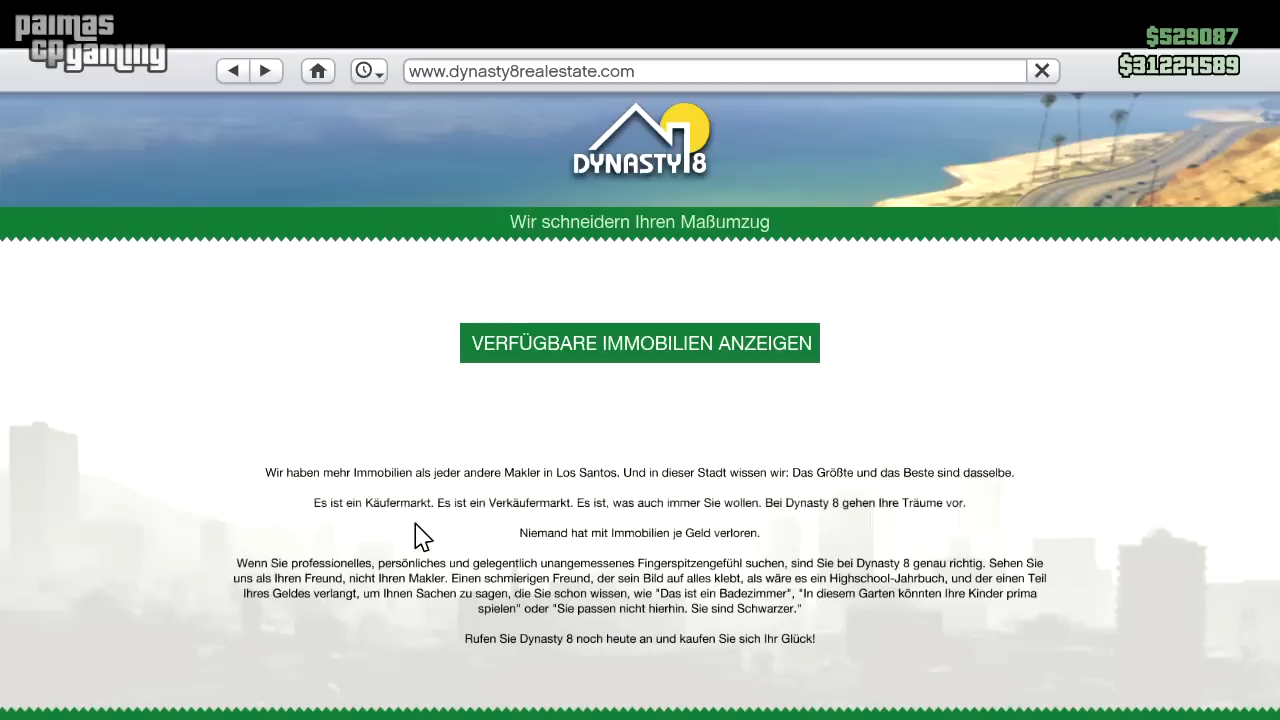 paimas
cpgaming
$529087
$31224589
www.dynasty8realestate.com
DYNASTY 8
Wir schneidern Ihren Maßumzug
VERFÜGBARE IMMOBILIEN ANZEIGEN
Wir haben mehr Immobilien als jeder andere Makler in Los Santos. Und in dieser Stadt wissen wir: Das Größte und das Beste sind dasselbe.
Es ist ein Käufermarkt. Es ist ein Verkäufermarkt. Es ist, was auch immer Sie wollen. Bei Dynasty 8 gehen Ihre Träume vor.
Niemand hat mit Immobilien je Geld verloren.
Wenn Sie professionelles, persönliches und gelegentlich unangemessenes Fingerspitzengefühl suchen, sind Sie bei Dynasty 8 genau richtig. Sehen Sie
uns als Ihren Freund, nicht Ihren Makler. Einen schmierigen Freund, der sein Bild auf alles klebt, als wäre es ein Highschool-Jahrbuch, und der einen Teil
Ihres Geldes verlangt, um Ihnen Sachen zu sagen, die Sie schon wissen, wie "Das ist ein Badezimmer", "In diesem Garten könnten Ihre Kinder prima
spielen" oder "Sie passen nicht hierhin. Sie sind Schwarzer."
Rufen Sie Dynasty 8 noch heute an und kaufen Sie sich Ihr Glück!